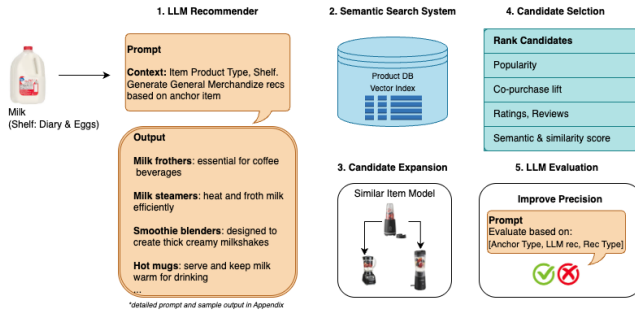 1. LLM Recommender
Prompt
Context: Item Product Type, Shelf.
Generate General Merchandize recs
based on anchor item
Milk
(Shelf: Diary & Eggs)
Output
Milk frothers: essential for coffee
beverages
Milk steamers: heat and froth milk
efficiently
Smoothie blenders: designed to
create thick creamy milkshakes
Hot mugs: serve and keep milk
warm for drinking
...
*detailed prompt and sample output in Appendix
2. Semantic Search System
Product DB
Vector Index
3. Candidate Expansion
Similar Item Model
4. Candidate Selction
Rank Candidates
Popularity
Co-purchase lift
Ratings, Reviews
Semantic & similarity score
5. LLM Evaluation
Improve Precision
Prompt
Evaluate based on:
[Anchor Type, LLM rec, Rec Type]